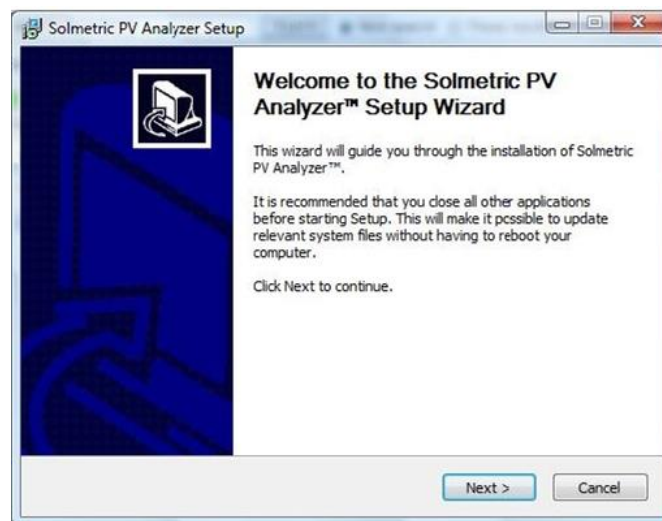 Solmetric PV Analyzer Setup
Welcome to the Solmetric PV
Analyzer™ Setup Wizard
This wizard will guide you through the installation of Solmetric
PV Analyzer™.
It is recommended that you close all other applications
before starting Setup. This will make it possible to update
relevant system files without having to reboot your
computer.
Click Next to continue.
Next >
Cancel